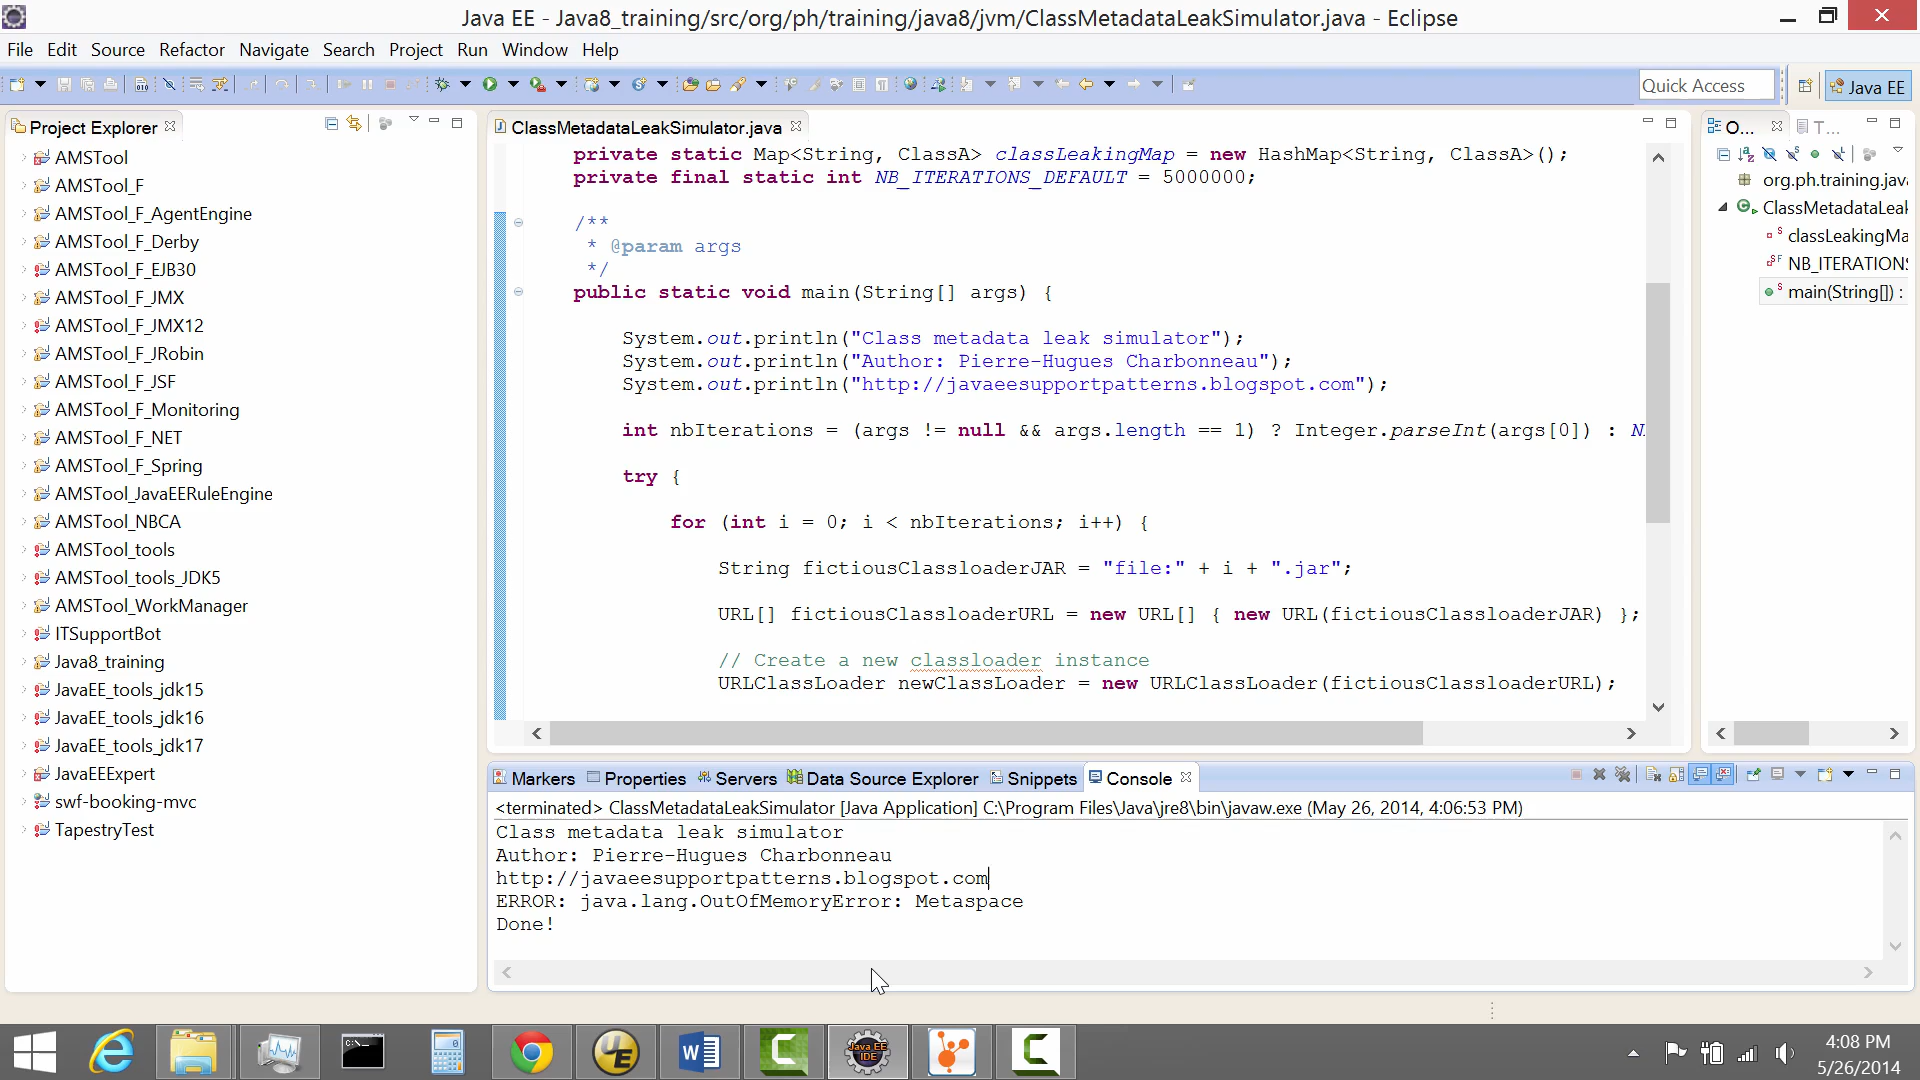 Java EE - Java8_training/src/org/ph/training/java8/jvm/ClassMetadataLeakSimulator.java - Eclipse
File Edit Source Refactor Navigate Search Project Run Window Help
Quick Access
Java EE
Project Explorer
AMSTool
AMSTool_F
AMSTool_F_AgentEngine
AMSTool_F_Derby
AMSTool_F_EJB30
AMSTool_F_JMX
AMSTool_F_JMX12
AMSTool_F_JRobin
AMSTool_F_JSF
AMSTool_F_Monitoring
AMSTool_F_NET
AMSTool_F_Spring
AMSTool_JavaEERuleEngine
AMSTool_NBCA
AMSTool_tools
AMSTool_tools_JDK5
AMSTool_WorkManager
ITSupportBot
Java8_training
JavaEE_tools_jdk15
JavaEE_tools_jdk16
JavaEE_tools_jdk17
JavaEEExpert
swf-booking-mvc
TapestryTest
ClassMetadataLeakSimulator.java
private static Map<String, ClassA> classLeakingMap = new HashMap<String, ClassA>();
private final static int NB_ITERATIONS_DEFAULT = 5000000;
/**
* @param args
*/
public static void main(String[] args) {
System.out.println("Class metadata leak simulator");
System.out.println("Author: Pierre-Hugues Charbonneau");
System.out.println("http://javaeesupportpatterns.blogspot.com");
int nbIterations = (args != null && args.length == 1) ? Integer.parseInt(args[0]) : N
try {
for (int i = 0; i < nbIterations; i++) {
String fictiousClassloaderJAR = "file:" + i + ".jar";
URL[] fictiousClassloaderURL = new URL[] { new URL(fictiousClassloaderJAR) };
// Create a new classloader instance
URLClassLoader newClassLoader = new URLClassLoader(fictiousClassloaderURL);
O... T...
org.ph.training.jav
ClassMetadataLeak
classLeakingMa
NB_ITERATIONS
main(String[]) :
Markers Properties Servers Data Source Explorer Snippets Console
<terminated> ClassMetadataLeakSimulator [Java Application] C:\Program Files\Java\jre8\bin\javaw.exe (May 26, 2014, 4:06:53 PM)
Class metadata leak simulator
Author: Pierre-Hugues Charbonneau
http://javaeesupportpatterns.blogspot.com
ERROR: java.lang.OutOfMemoryError: Metaspace
Done!
C:\_
UE
Java EE
IDE
4:08 PM
5/26/2014